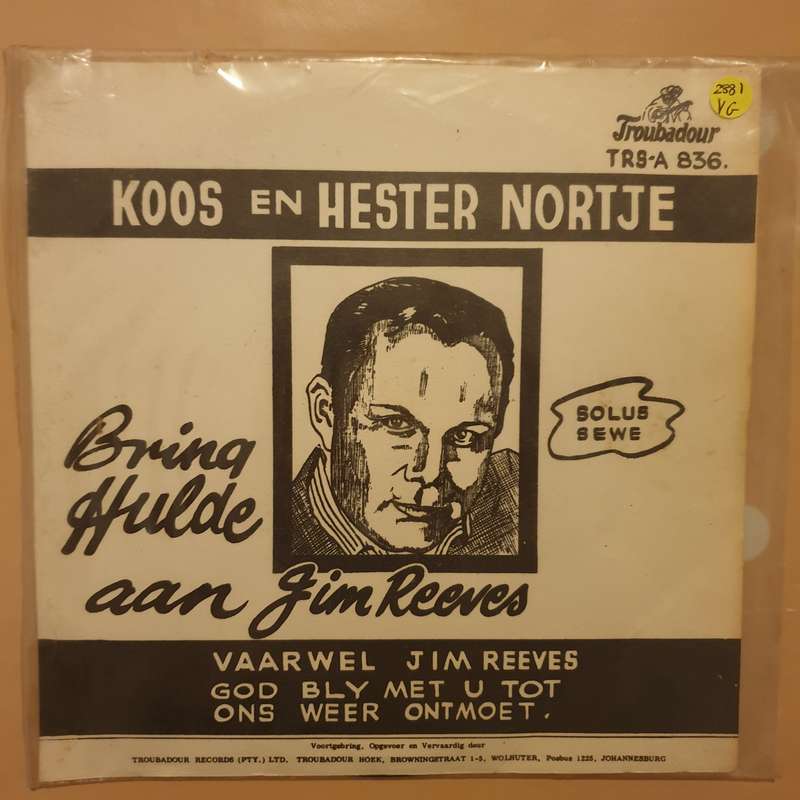 2881
VG
Troubadour
TRS-A 836.
KOOS EN HESTER NORTJE
SOLUS
SEWE
Bring
Hulde
aan Jim Reeves
VAARWEL JIM REEVES
GOD BLY MET U TOT
ONS WEER ONTMOET.
Voortgebring, Opgevoer en Vervaardig deur
TROUBADOUR RECORDS (PTY.) LTD. TROUBADOUR HOEK, BROWNINGSTRAAT 1-5, WOLHUTER, Posbus 1225, JOHANNESBURG